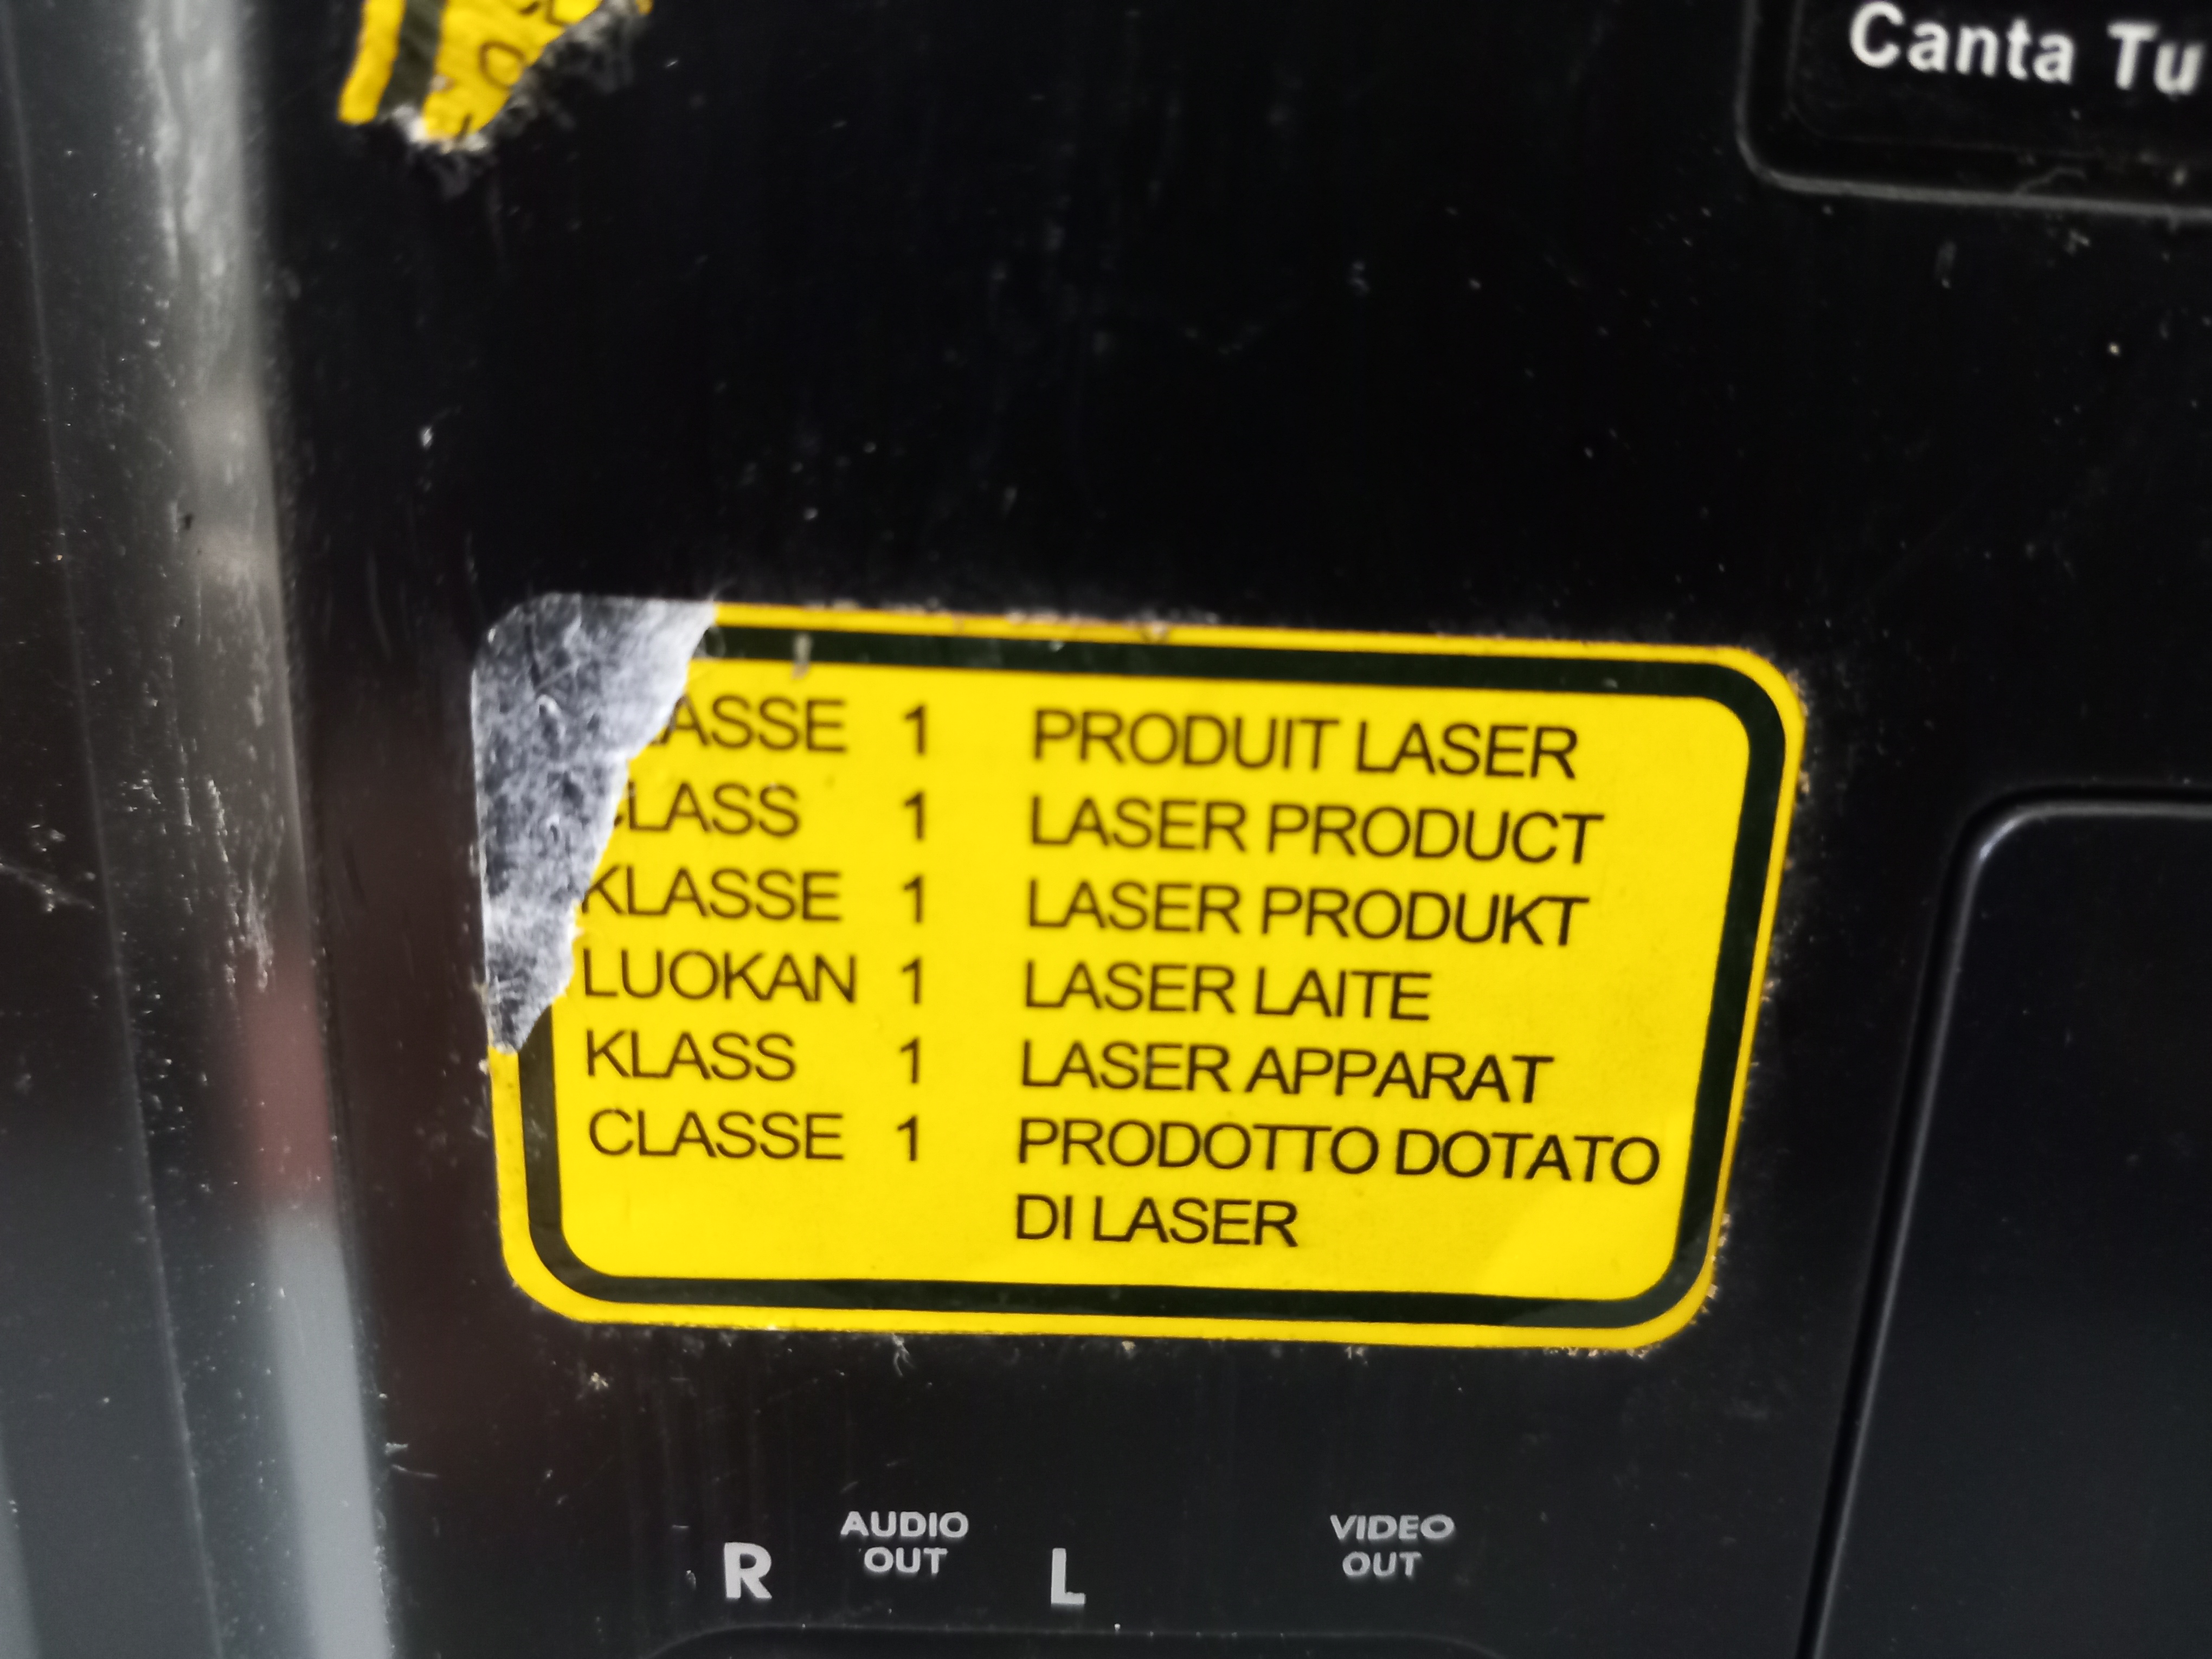 Canta Tu
ASSE 1 PRODUIT LASER
CLASS 1 LASER PRODUCT
KLASSE 1 LASER PRODUKT
LUOKAN 1 LASER LAITE
KLASS 1 LASER APPARAT
CLASSE 1 PRODOTTO DOTATO
DI LASER
R AUDIO OUT L
VIDEO OUT